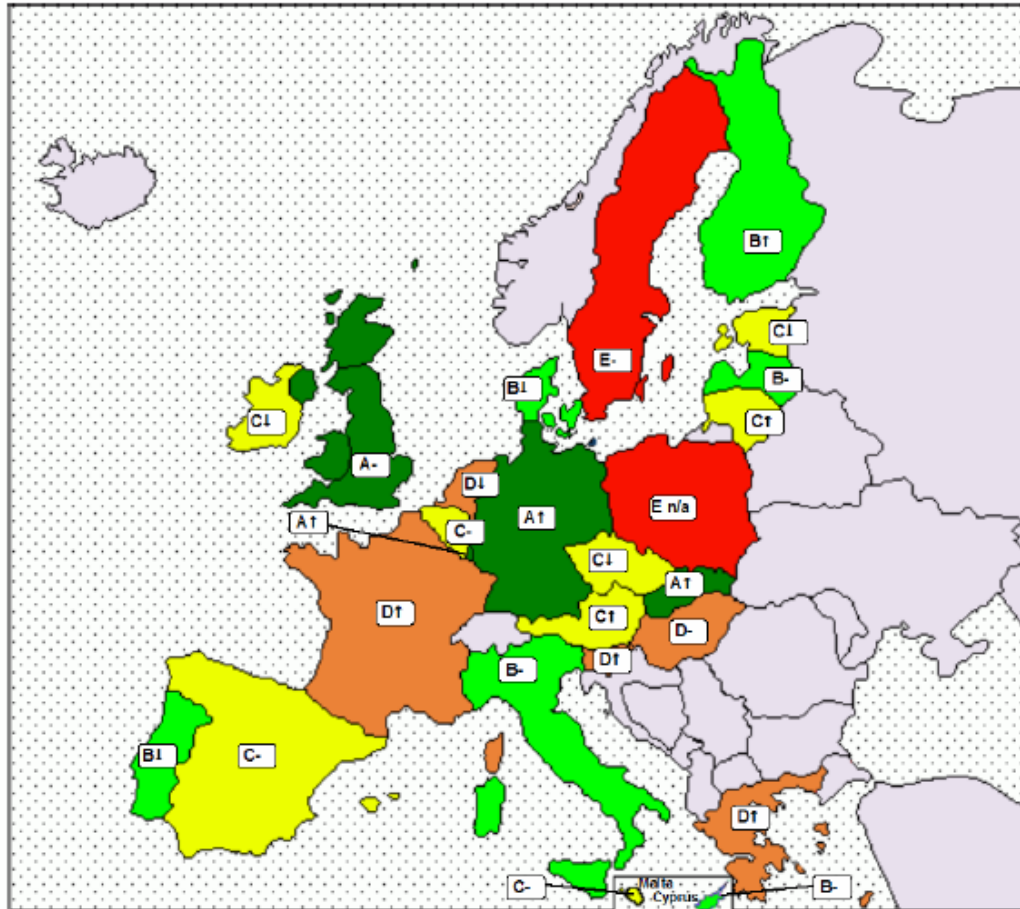 B↑
C↓
E-
B-
B↓
C↑
C↓
A-
D↓
E n/a
A↑
A↑
C-
C↓
A↑
D↑
C↑
D-
D↑
B-
B↓
C-
D↑
Malta
C-
B-
Cyprus